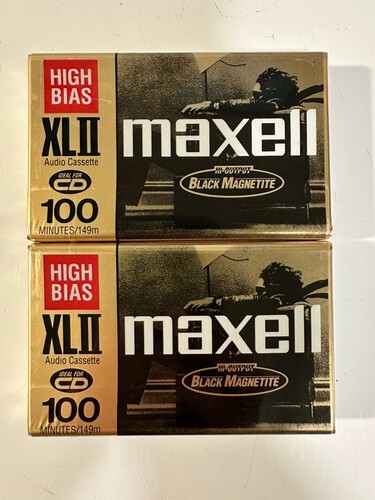 HIGH
BIAS
XLII
Audio Cassette
IDEAL FOR
CD
100
MINUTES/149m
maxell
HI-OUTPUT
BLACK MAGNETITE
HIGH
BIAS
XLII
Audio Cassette
IDEAL FOR
CD
100
MINUTES/149m
maxell
HI-OUTPUT
BLACK MAGNETITE